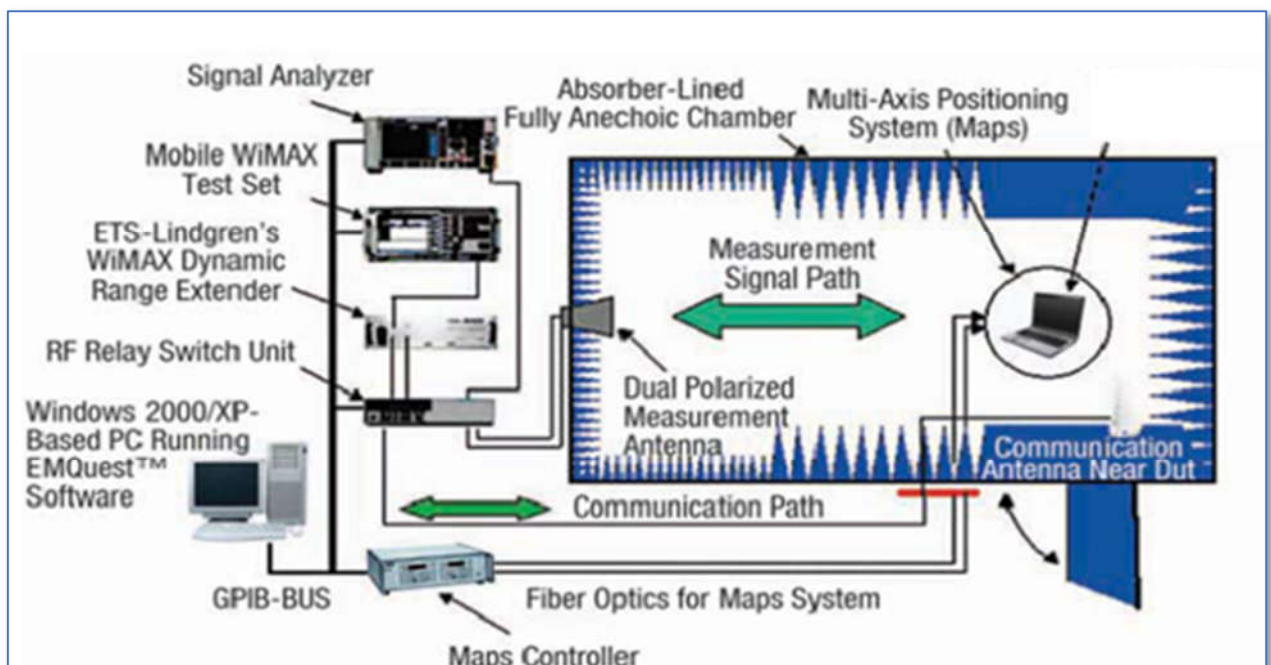 Signal Analyzer
Mobile WiMAX
Test Set
ETS-Lindgren's
WiMAX Dynamic
Range Extender
RF Relay Switch Unit
Windows 2000/XP-
Based PC Running
EMQuest™
Software
GPIB-BUS
Maps Controller
Absorber-Lined
Fully Anechoic Chamber
Multi-Axis Positioning
System (Maps)
Measurement
Signal Path
Dual Polarized
Measurement
Antenna
Communication
Antenna Near Dut
Communication Path
Fiber Optics for Maps System